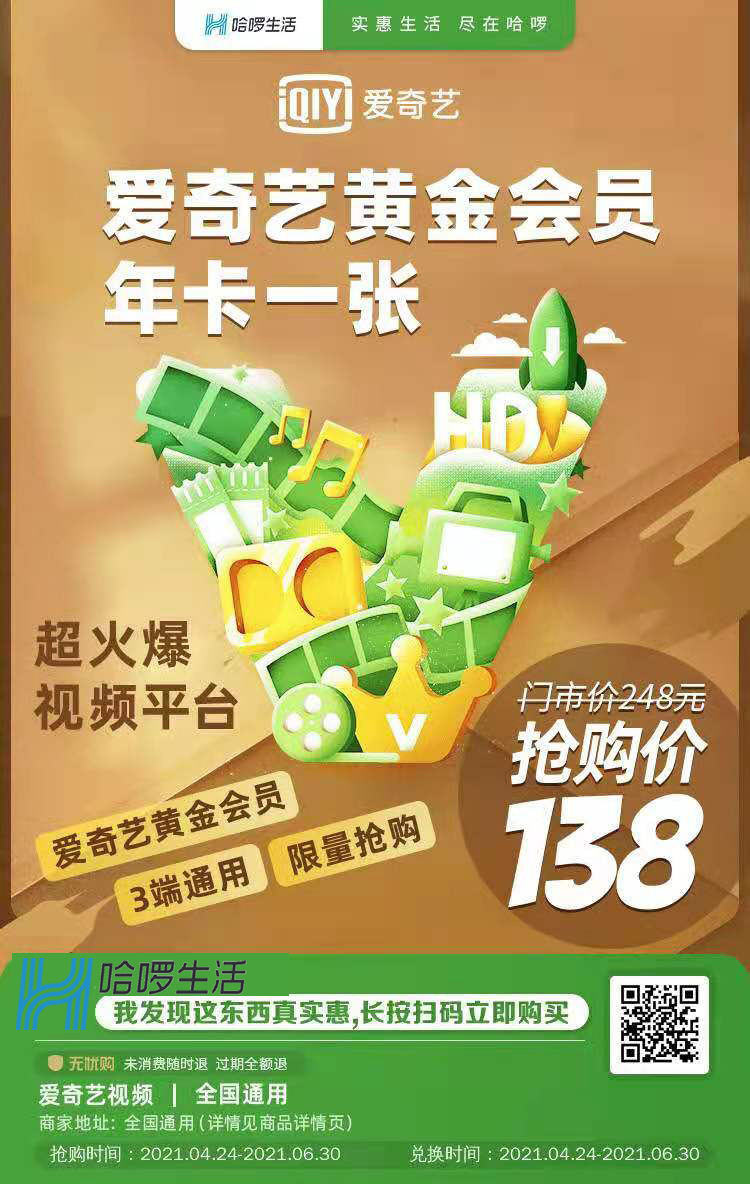 哈啰生活
实惠生活 尽在哈啰
iQIYI 爱奇艺
爱奇艺黄金会员
年卡一张
HD
超火爆
视频平台
V
门市价248元
抢购价
138
爱奇艺黄金会员
3端通用
限量抢购
哈啰生活
我发现这东西真实惠,长按扫码立即购买
无忧购 未消费随时退 过期全额退
爱奇艺视频 | 全国通用
商家地址: 全国通用(详情见商品详情页)
抢购时间：2021.04.24-2021.06.30
兑换时间：2021.04.24-2021.06.30